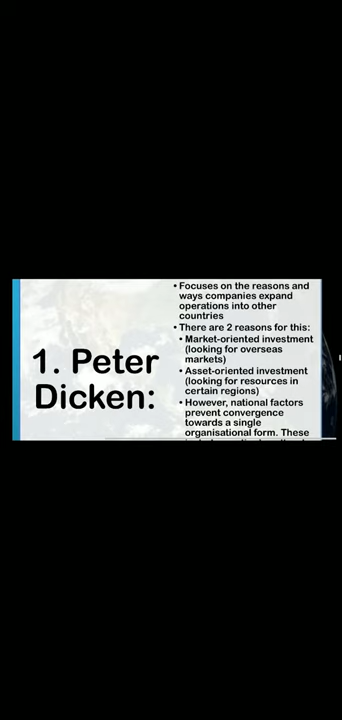 1. Peter
Dicken:
• Focuses on the reasons and
ways companies expand
operations into other
countries
• There are 2 reasons for this:
• Market-oriented investment
(looking for overseas
markets)
• Asset-oriented investment
(looking for resources in
certain regions)
• However, national factors
prevent convergence
towards a single
organisational form. These